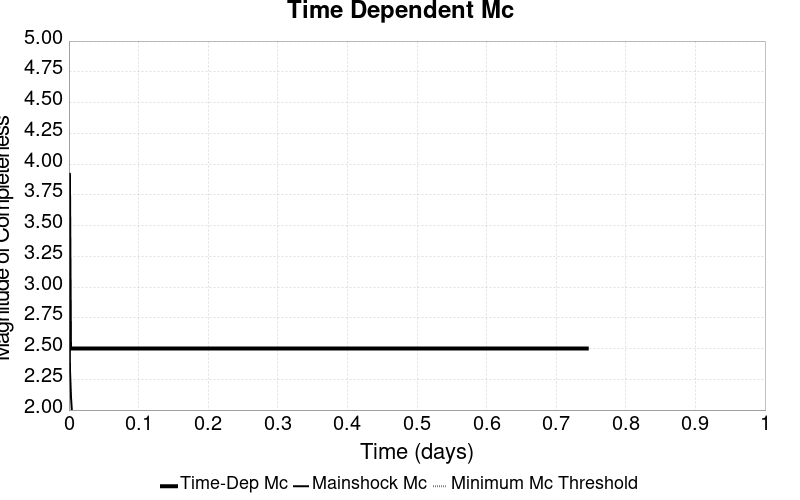 Time Dependent Mc
Magnitude of Completeness
5.00
4.75
4.50
4.25
4.00
3.75
3.50
3.25
3.00
2.75
2.50
2.25
2.00
0 0.1 0.2 0.3 0.4 0.5 0.6 0.7 0.8 0.9 1
Time (days)
Time-Dep Mc Mainshock Mc Minimum Mc Threshold